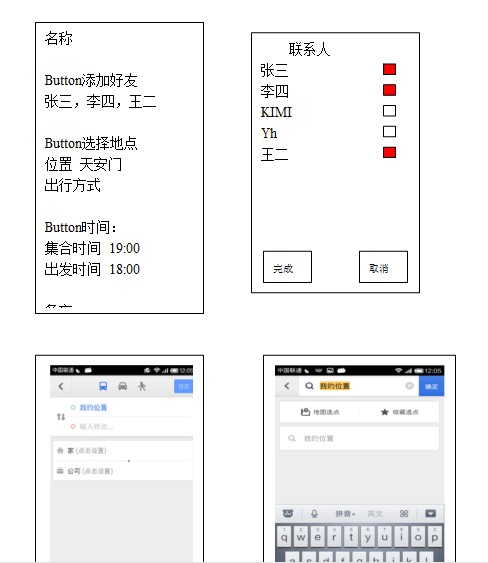 名称
Button添加好友
张三，李四，王二
Button选择地点
位置 天安门
出行方式
Button时间：
集合时间 19:00
出发时间 18:00
联系人
张三
李四
KIMI
Yh
王二
完成
取消
中国联通
12:05
我的位置
输入终点...
家 (点击设置)
公司 (点击设置)
中国联通
12:05
我的位置
确定
地图选点
收藏选点
我的位置
拼音
英文
q w e r t y u i o p
a s d f g h j k l